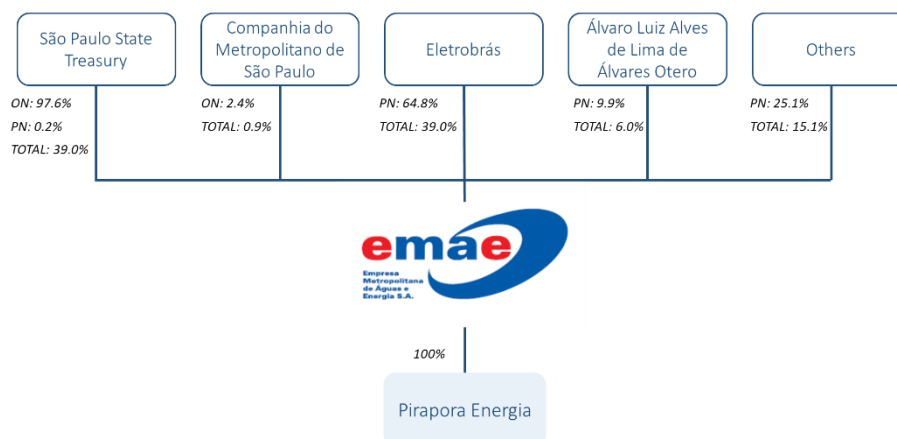 São Paulo State
Treasury
Companhia do
Metropolitano de
São Paulo
Eletrobrás
Álvaro Luiz Alves
de Lima de
Álvares Otero
Others
ON: 97.6%
PN: 0.2%
TOTAL: 39.0%
ON: 2.4%
TOTAL: 0.9%
PN: 64.8%
TOTAL: 39.0%
PN: 9.9%
TOTAL: 6.0%
PN: 25.1%
TOTAL: 15.1%
emae
Empresa
Metropolitana
de Águas e
Energia S.A.
100%
Pirapora Energia